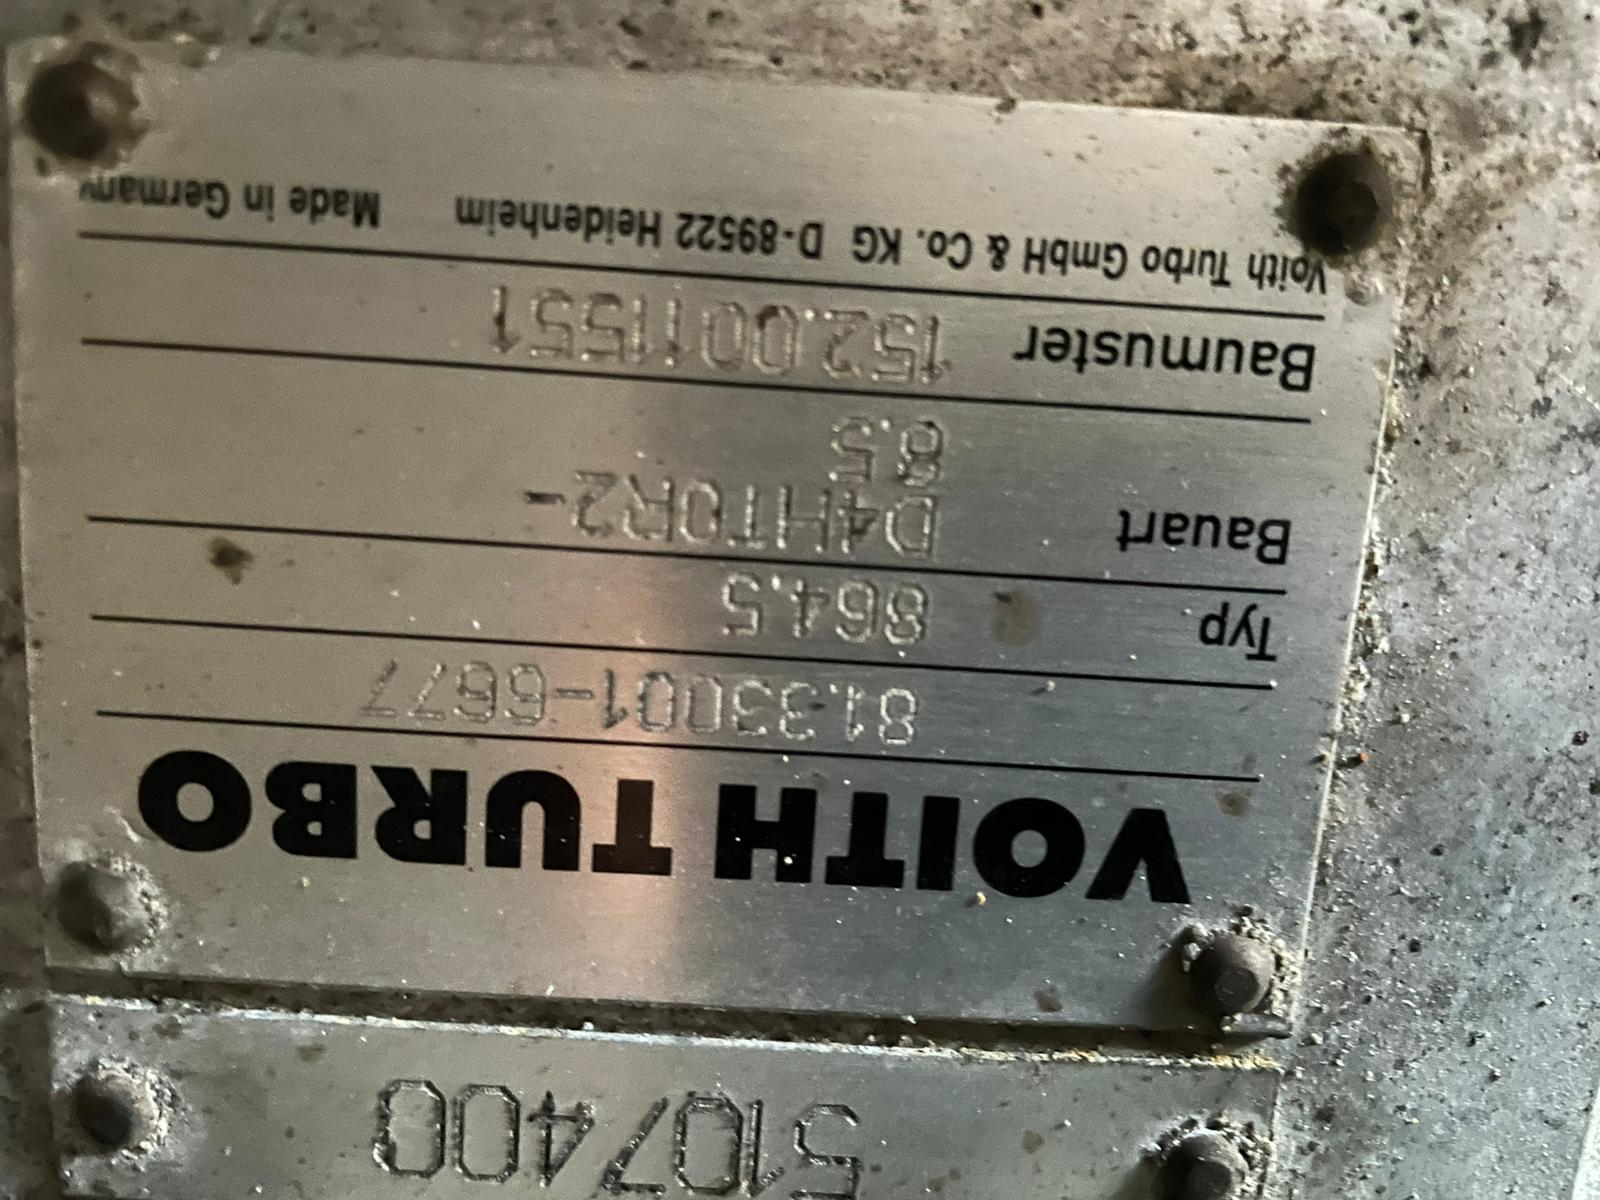 5107400
VOITH TURBO
81.33001-6677
Typ 864.5
Bauart D4HTOR2-
8.5
Baumuster 152.0011551
Voith Turbo GmbH & Co. KG D-89522 Heidenheim Made in Germany